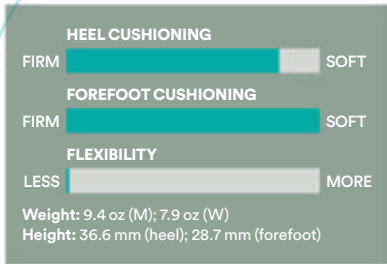 HEEL CUSHIONING
FIRM SOFT
FOREFOOT CUSHIONING
FIRM SOFT
FLEXIBILITY
LESS MORE
Weight: 9.4 oz (M); 7.9 oz (W)
Height: 36.6 mm (heel); 28.7 mm (forefoot)